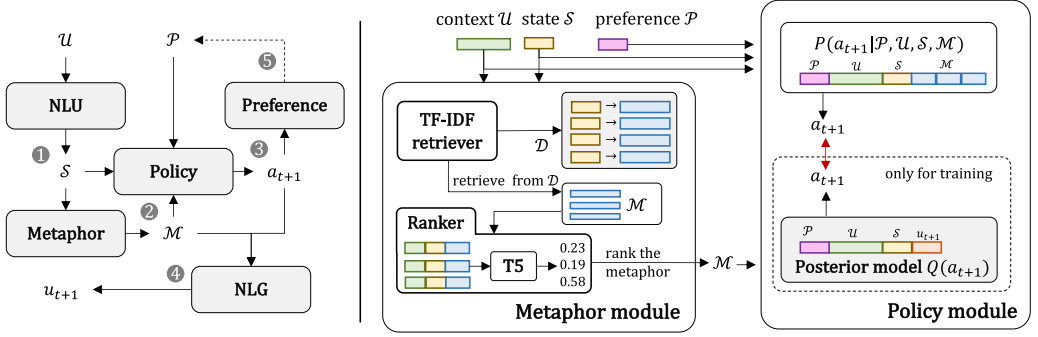 𝒰
𝒫
5
NLU
Preference
1
3
𝒮
Policy
a_{t+1}
2
Metaphor
ℳ
4
u_{t+1}
NLG
context 𝒰
state 𝒮
preference 𝒫
TF-IDF
retriever
𝒟
retrieve from 𝒟
ℳ
Ranker
T5
0.23
0.19
0.58
rank the
metaphor
ℳ
Metaphor module
P(a_{t+1}|𝒫, 𝒰, 𝒮, ℳ)
𝒫 𝒰 𝒮 ℳ
a_{t+1}
a_{t+1}
only for training
𝒫 𝒰 𝒮 u_{t+1}
Posterior model Q(a_{t+1})
Policy module